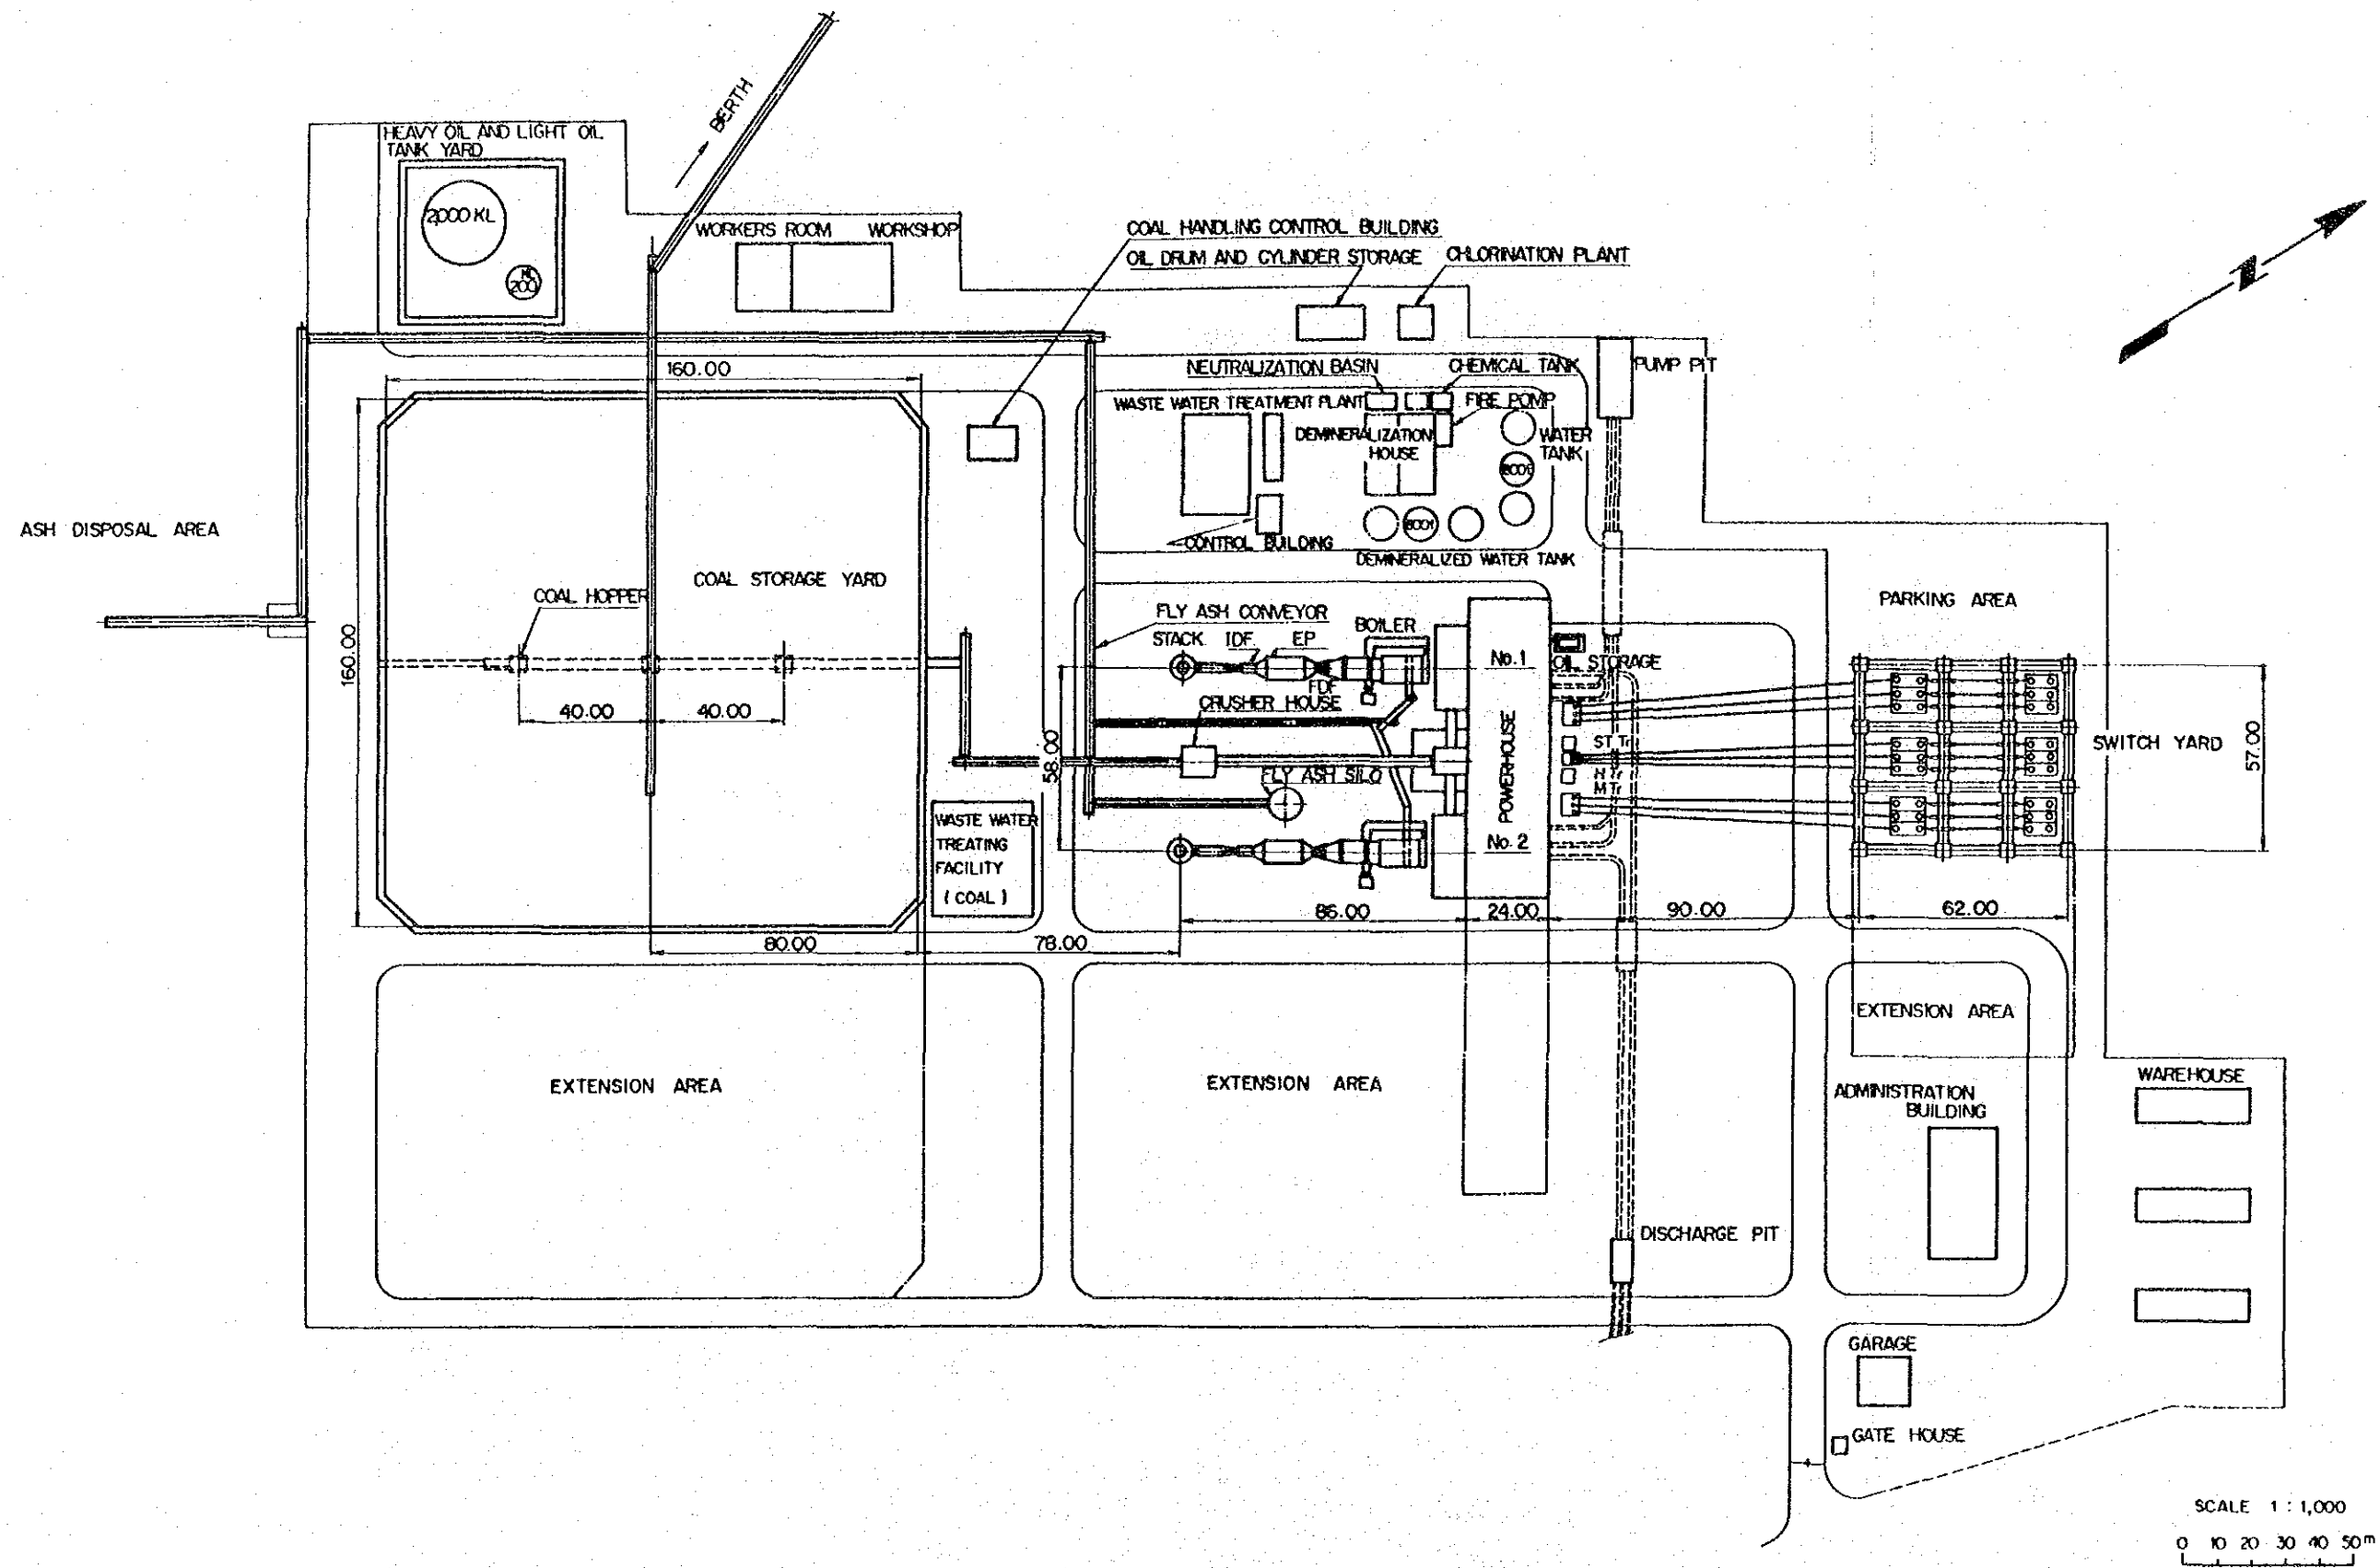 BERTH
HEAVY OIL AND LIGHT OIL
TANK YARD
2,000 KL
KL
200
WORKERS ROOM
WORKSHOP
COAL HANDLING CONTROL BUILDING
OIL DRUM AND CYLINDER STORAGE
CHLORINATION PLANT
N
160.00
NEUTRALIZATION BASIN
CHEMICAL TANK
PUMP PIT
WASTE WATER TREATMENT PLANT
FIRE POMP
DEMINERALIZATION
HOUSE
WATER
TANK
CONTROL BUILDING
DEMINERALIZED WATER TANK
ASH DISPOSAL AREA
COAL STORAGE YARD
COAL HOPPER
160.00
40.00
40.00
FLY ASH CONVEYOR
STACK
IDF
EP
BOILER
FDF
CRUSHER HOUSE
58.00
FLY ASH SILO
No.1
POWERHOUSE
No.2
OIL STORAGE
ST Tr
H Tr
M Tr
PARKING AREA
SWITCH YARD
57.00
WASTE WATER
TREATING
FACILITY
( COAL )
86.00
24.00
90.00
62.00
80.00
78.00
EXTENSION AREA
EXTENSION AREA
EXTENSION AREA
ADMINISTRATION
BUILDING
WAREHOUSE
DISCHARGE PIT
GARAGE
GATE HOUSE
SCALE 1 : 1,000
0 10 20 30 40 50 m